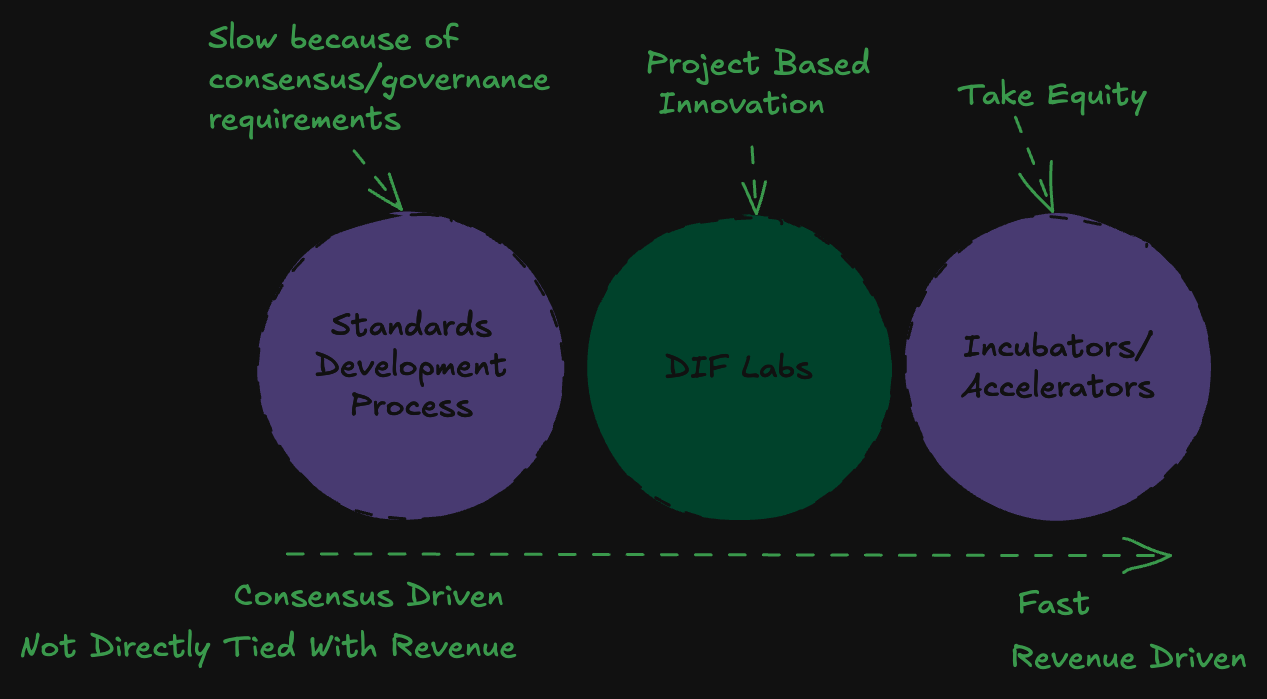 Slow because of
consensus/governance
requirements
Project Based
Innovation
Take Equity
Standards
Development
Process
DIF Labs
Incubators/
Accelerators
Consensus Driven
Not Directly Tied With Revenue
Fast
Revenue Driven